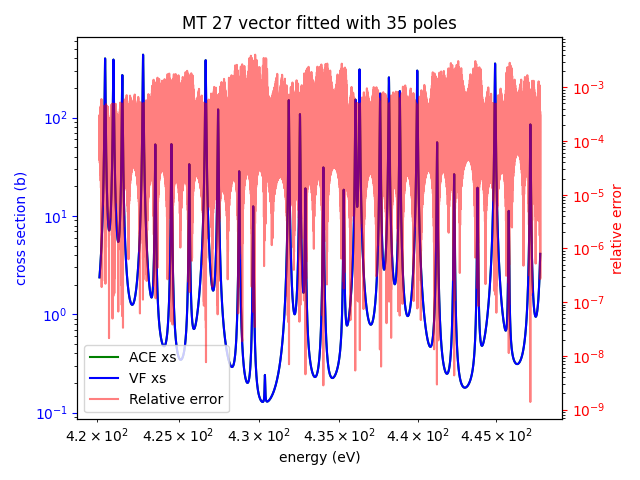 MT 27 vector fitted with 35 poles
cross section (b)
10²
10¹
10⁰
10⁻¹
10⁻³
10⁻⁴
10⁻⁵
10⁻⁶
10⁻⁷
10⁻⁸
10⁻⁹
relative error
ACE xs
VF xs
Relative error
4.2 × 10² 4.25 × 10² 4.3 × 10² 4.35 × 10² 4.4 × 10² 4.45 × 10²
energy (eV)